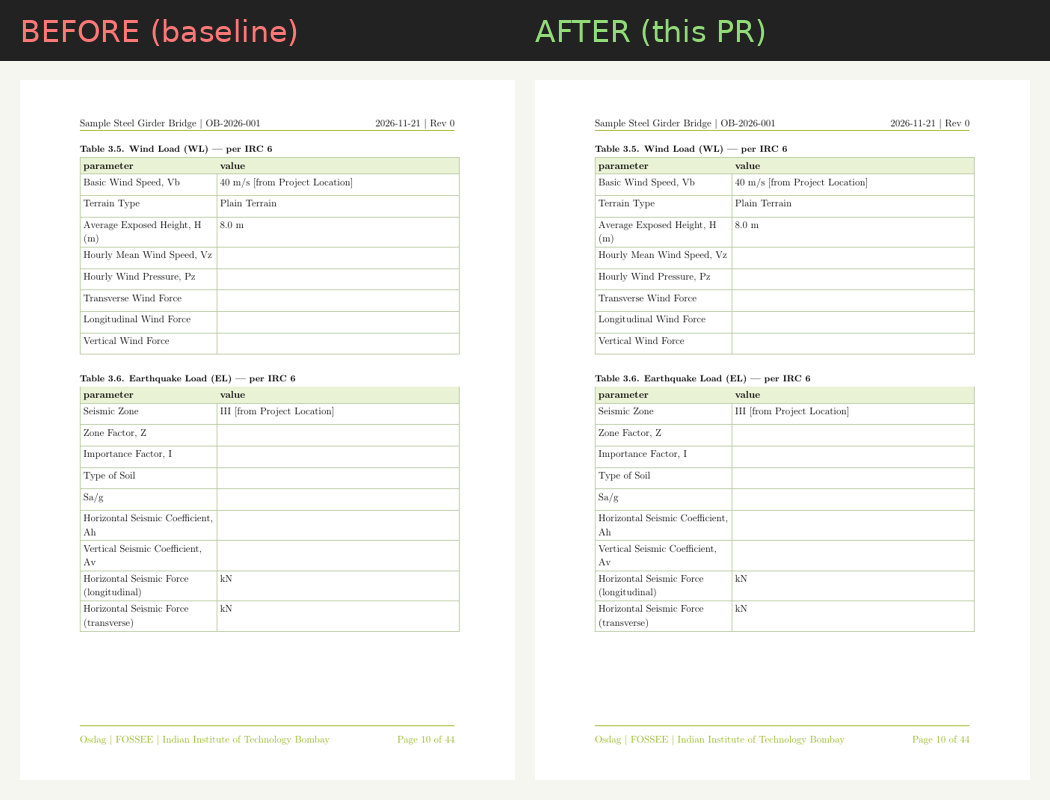 BEFORE (baseline)
AFTER (this PR)
Sample Steel Girder Bridge | OB-2026-001
2026-11-21 | Rev 0
Table 3.5. Wind Load (WL) — per IRC 6
parameter value
Basic Wind Speed, Vb 40 m/s [from Project Location]
Terrain Type Plain Terrain
Average Exposed Height, H 8.0 m
(m)
Hourly Mean Wind Speed, Vz
Hourly Wind Pressure, Pz
Transverse Wind Force
Longitudinal Wind Force
Vertical Wind Force
Table 3.6. Earthquake Load (EL) — per IRC 6
parameter value
Seismic Zone III [from Project Location]
Zone Factor, Z
Importance Factor, I
Type of Soil
Sa/g
Horizontal Seismic Coefficient,
Ah
Vertical Seismic Coefficient,
Av
Horizontal Seismic Force kN
(longitudinal)
Horizontal Seismic Force kN
(transverse)
Osdag | FOSSEE | Indian Institute of Technology Bombay
Page 10 of 44
Sample Steel Girder Bridge | OB-2026-001
2026-11-21 | Rev 0
Table 3.5. Wind Load (WL) — per IRC 6
parameter value
Basic Wind Speed, Vb 40 m/s [from Project Location]
Terrain Type Plain Terrain
Average Exposed Height, H 8.0 m
(m)
Hourly Mean Wind Speed, Vz
Hourly Wind Pressure, Pz
Transverse Wind Force
Longitudinal Wind Force
Vertical Wind Force
Table 3.6. Earthquake Load (EL) — per IRC 6
parameter value
Seismic Zone III [from Project Location]
Zone Factor, Z
Importance Factor, I
Type of Soil
Sa/g
Horizontal Seismic Coefficient,
Ah
Vertical Seismic Coefficient,
Av
Horizontal Seismic Force kN
(longitudinal)
Horizontal Seismic Force kN
(transverse)
Osdag | FOSSEE | Indian Institute of Technology Bombay
Page 10 of 44